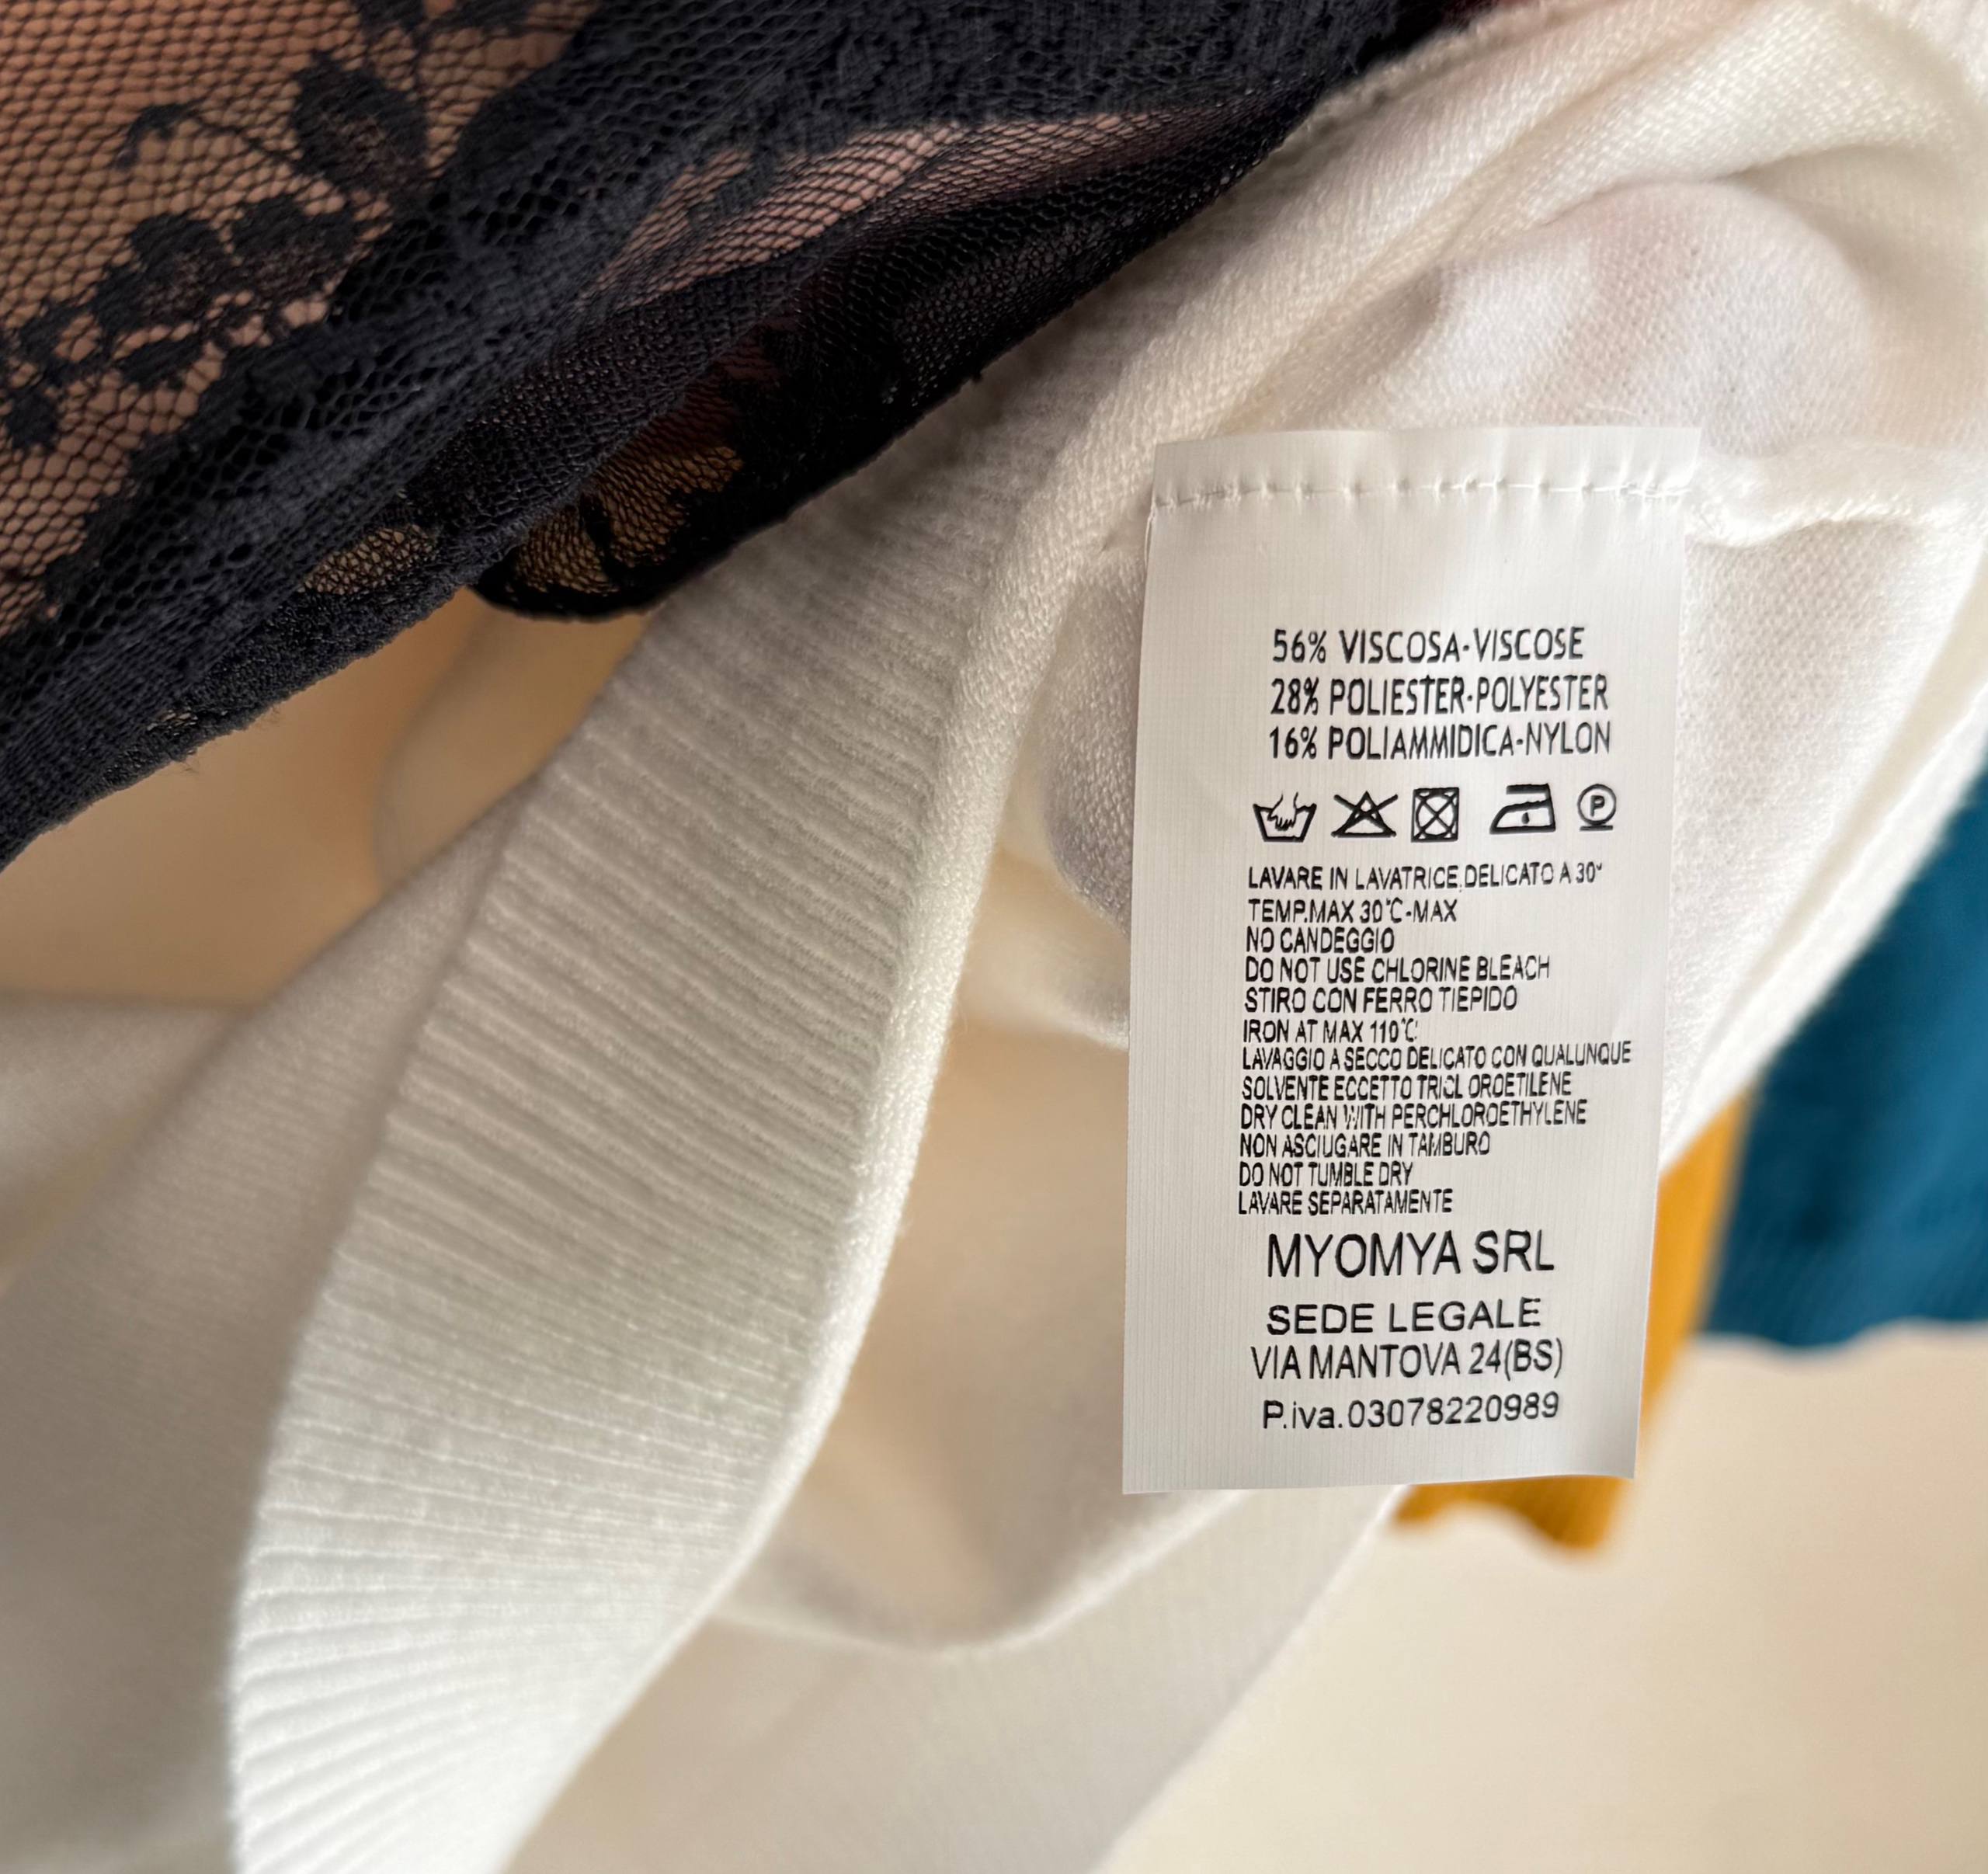 56% VISCOSA-VISCOSE
28% POLIESTER-POLYESTER
16% POLIAMMIDICA-NYLON
P
LAVARE IN LAVATRICE DELICATO A 30°
TEMP.MAX 30°C-MAX
NO CANDEGGIO
DO NOT USE CHLORINE BLEACH
STIRO CON FERRO TIEPIDO
IRON AT MAX 110°C
LAVAGGIO A SECCO DELICATO CON QUALUNQUE
SOLVENTE ECCETTO TRICLOROETILENE
DRY CLEAN WITH PERCHLOROETHYLENE
NON ASCIUGARE IN TAMBURO
DO NOT TUMBLE DRY
LAVARE SEPARATAMENTE
MYOMYA SRL
SEDE LEGALE
VIA MANTOVA 24(BS)
P.iva.03078220989